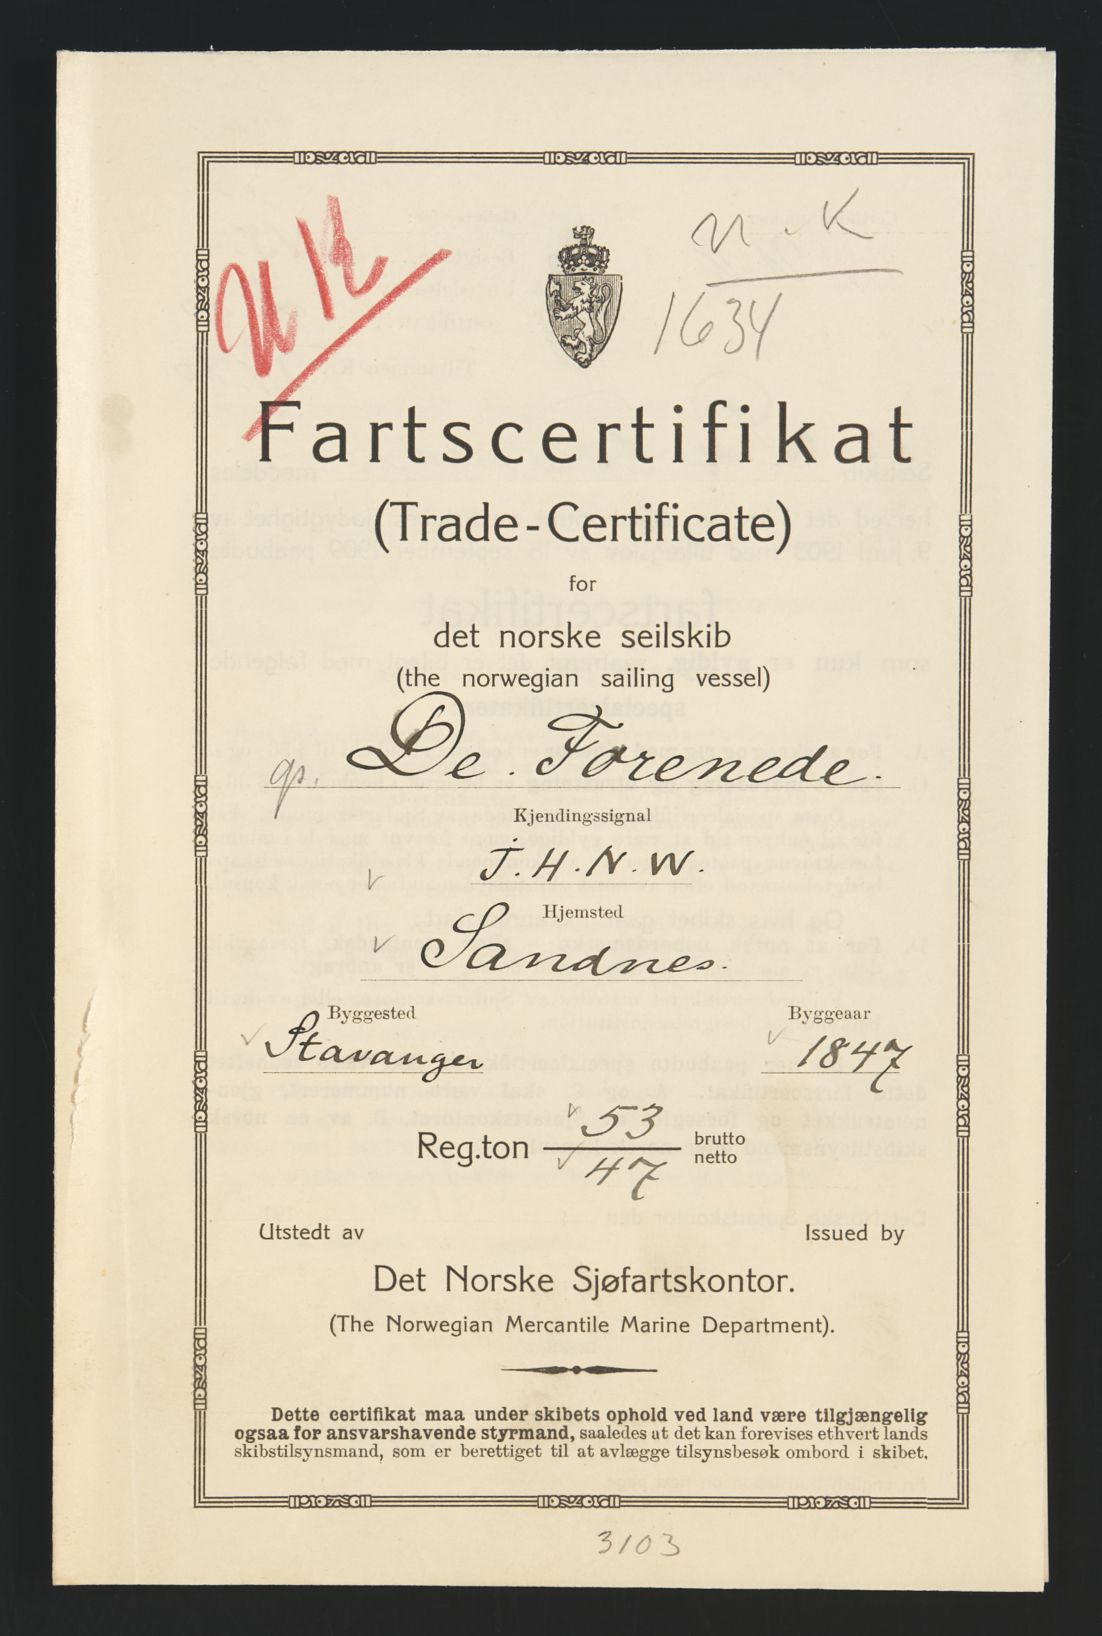 U K
n. K
1634
Fartscertifikat
(Trade-Certificate)
for
det norske seilskib
(the norwegian sailing vessel)
gs. De. Forenede.
Kjendingssignal
J. H. N. W.
Hjemsted
Sandnes.
Byggested Byggeaar
Stavanger 1847
Reg.ton 53 brutto
47 netto
Utstedt av Issued by
Det Norske Sjøfartskontor.
(The Norwegian Mercantile Marine Department).
Dette certifikat maa under skibets ophold ved land være tilgjængelig
ogsaa for ansvarshavende styrmand, saaledes at det kan forevises ethvert lands
skibstilsynsmand, som er berettiget til at avlægge tilsynsbesøk ombord i skibet.
3103